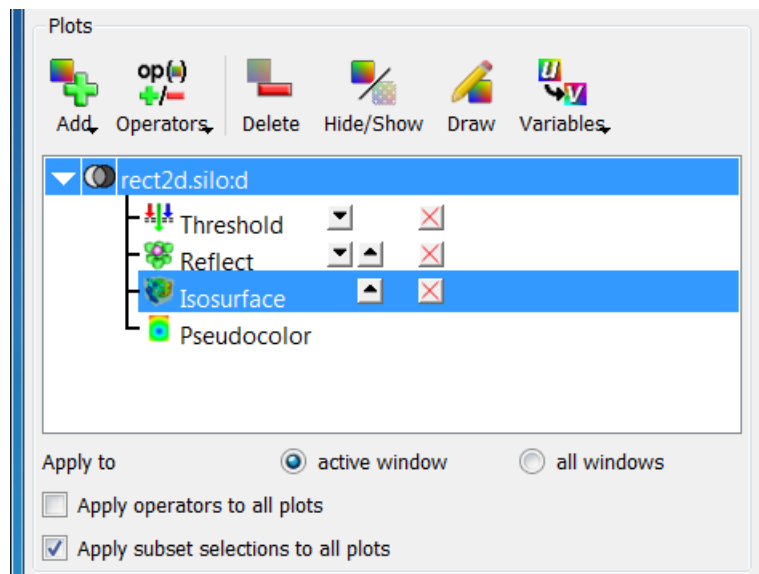 Plots
op( )
+/-
Add Operators Delete Hide/Show Draw Variables
u
v
rect2d.silo:d
Threshold
Reflect
Isosurface
Pseudocolor
Apply to active window all windows
Apply operators to all plots
Apply subset selections to all plots